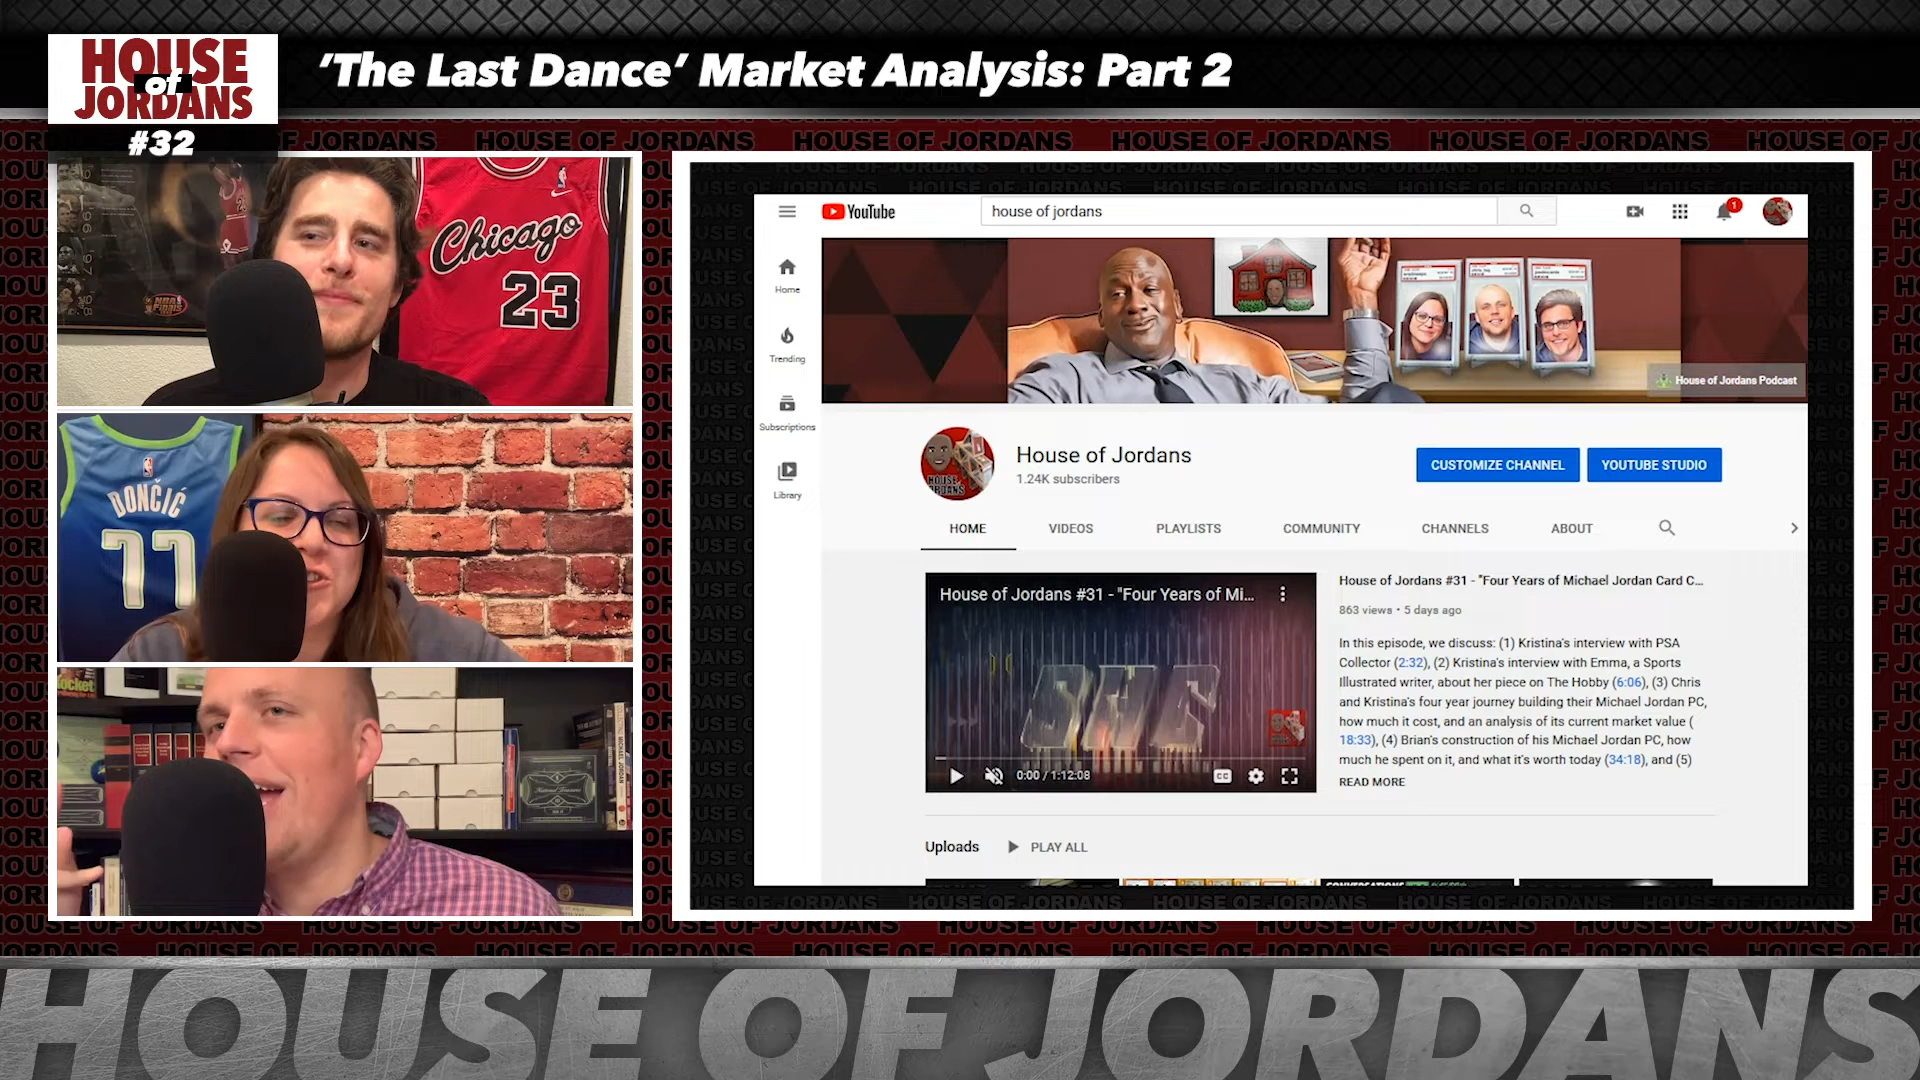 HOUSE
of
JORDANS
#32
‘The Last Dance’ Market Analysis: Part 2
HOUSE OF JORDANS
Chicago
23
DONČIĆ
77
YouTube
house of jordans
1
Home
Trending
Subscriptions
Library
House of Jordans Podcast
House of Jordans
1.24K subscribers
CUSTOMIZE CHANNEL
YOUTUBE STUDIO
HOME VIDEOS PLAYLISTS COMMUNITY CHANNELS ABOUT
House of Jordans #31 - "Four Years of Mi...
0:00 / 1:12:08
CC
House of Jordans #31 - "Four Years of Michael Jordan Card C...
863 views • 5 days ago
In this episode, we discuss: (1) Kristina's interview with PSA
Collector (2:32), (2) Kristina's interview with Emma, a Sports
Illustrated writer, about her piece on The Hobby (6:06), (3) Chris
and Kristina's four year journey building their Michael Jordan PC,
how much it cost, and an analysis of its current market value (
18:33), (4) Brian's construction of his Michael Jordan PC, how
much he spent on it, and what it's worth today (34:18), and (5)
READ MORE
Uploads PLAY ALL
HOUSE OF JORDANS